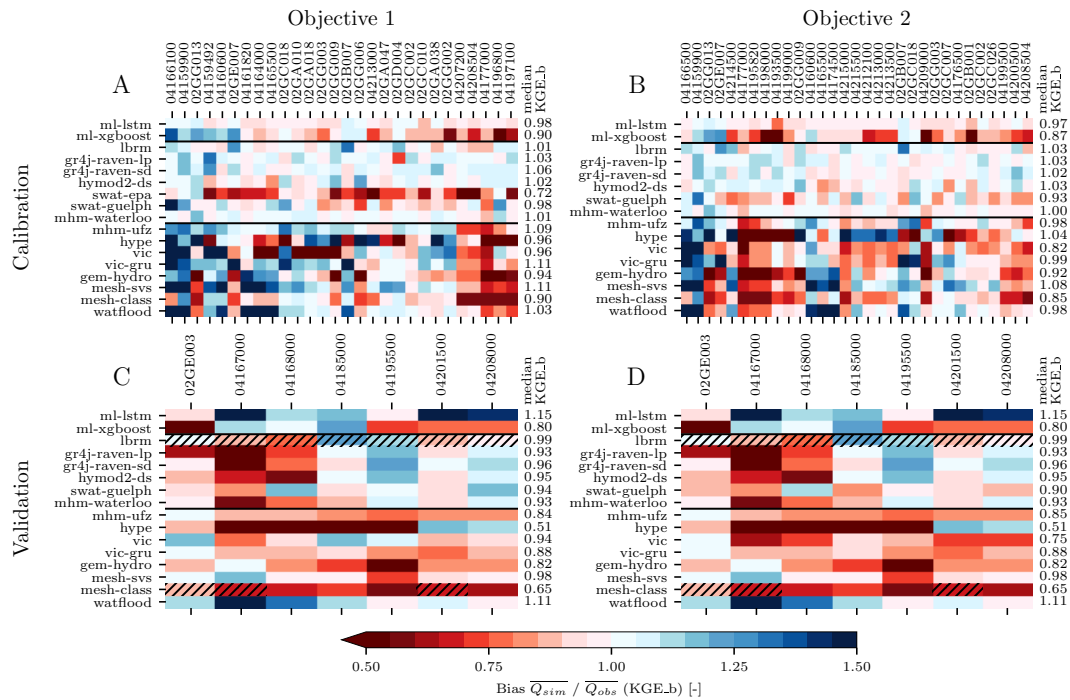 Objective 1
Objective 2
A
04166100
04159900
02GG013
04159492
04160600
02GE007
04161820
04164000
04165500
02GC018
02GA010
02GA018
02GG003
02GG009
02GB007
02GG006
04213000
02GA047
02GD004
02GC002
02GC010
02GA038
02GG002
04207200
04208504
04177000
04196800
04197100
median
KGE_b
Calibration
ml-lstm 0.98
ml-xgboost 0.90
lbrm 1.01
gr4j-raven-lp 1.03
gr4j-raven-sd 1.06
hymod2-ds 1.02
swat-epa 0.72
swat-guelph 0.98
mhm-waterloo 1.01
mhm-ufz 1.09
hype 0.96
vic 0.96
vic-gru 1.11
gem-hydro 0.94
mesh-svs 1.11
mesh-class 0.90
watflood 1.03
B
04166500
04159900
02GG013
02GE007
04214500
04177000
04195820
04198000
04193500
04199000
02GG009
04160600
04165500
04174500
04215000
04215500
04212100
04213000
04213500
02GB007
02GC018
04209000
02GG003
02GC007
04176500
02GB001
02GC002
02GC026
04199500
04200500
04208504
median
KGE_b
ml-lstm 0.97
ml-xgboost 0.87
lbrm 1.03
gr4j-raven-lp 1.03
gr4j-raven-sd 1.02
hymod2-ds 1.03
swat-guelph 0.93
mhm-waterloo 1.00
mhm-ufz 0.98
hype 1.04
vic 0.82
vic-gru 0.99
gem-hydro 0.92
mesh-svs 1.08
mesh-class 0.85
watflood 0.98
C
02GE003
04167000
04168000
04185000
04195500
04201500
04208000
median
KGE_b
Validation
ml-lstm 1.15
ml-xgboost 0.80
lbrm 0.99
gr4j-raven-lp 0.93
gr4j-raven-sd 0.96
hymod2-ds 0.95
swat-guelph 0.94
mhm-waterloo 0.93
mhm-ufz 0.84
hype 0.51
vic 0.94
vic-gru 0.88
gem-hydro 0.82
mesh-svs 0.98
mesh-class 0.65
watflood 1.11
D
02GE003
04167000
04168000
04185000
04195500
04201500
04208000
median
KGE_b
ml-lstm 1.15
ml-xgboost 0.80
lbrm 0.99
gr4j-raven-lp 0.93
gr4j-raven-sd 0.96
hymod2-ds 0.95
swat-guelph 0.90
mhm-waterloo 0.93
mhm-ufz 0.85
hype 0.51
vic 0.75
vic-gru 0.88
gem-hydro 0.82
mesh-svs 0.98
mesh-class 0.65
watflood 1.11
0.50 0.75 1.00 1.25 1.50
Bias Q_sim / Q_obs (KGE_b) [-]